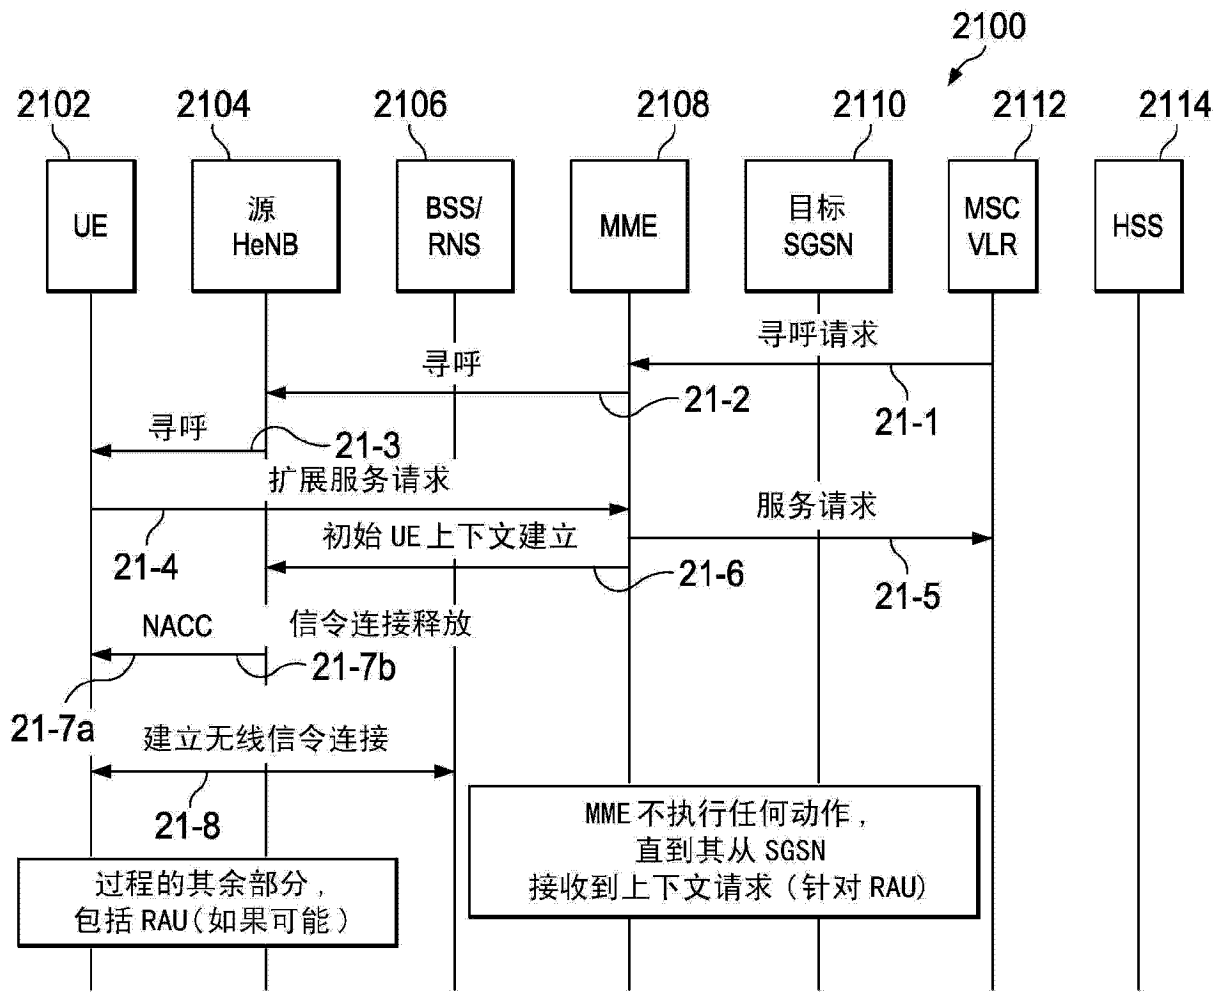 2100
2102
2104
2106
2108
2110
2112
2114
UE
源
HeNB
BSS/
RNS
MME
目标
SGSN
MSC
VLR
HSS
寻呼请求
21-1
寻呼
21-2
寻呼
21-3
扩展服务请求
21-4
服务请求
21-5
初始 UE 上下文建立
21-6
NACC
信令连接释放
21-7b
21-7a
建立无线信令连接
21-8
MME 不执行任何动作，
直到其从 SGSN
接收到上下文请求（针对 RAU）
过程的其余部分，
包括 RAU（如果可能）